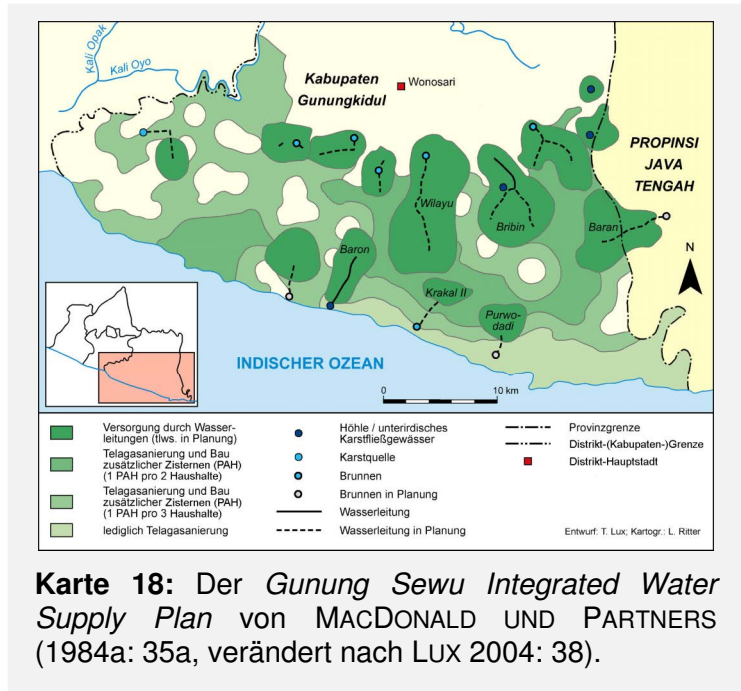 Kali Opak
Kali Oyo
Kabupaten
Gunungkidul
Wonosari
PROPINSI
JAVA
TENGAH
Wilayu
Bribin
Baran
Baron
N
Krakal II
Purwo-
dadi
INDISCHER OZEAN
0 10 km
Versorgung durch Wasser-
leitungen (tlws. in Planung)
Telagasanierung und Bau
zusätzlicher Zisternen (PAH)
(1 PAH pro 2 Haushalte)
Telagasanierung und Bau
zusätzlicher Zisternen (PAH)
(1 PAH pro 3 Haushalte)
lediglich Telagasanierung
Höhle / unterirdisches
Karstfließgewässer
Karstquelle
Brunnen
Brunnen in Planung
Wasserleitung
Wasserleitung in Planung
Provinzgrenze
Distrikt-(Kabupaten-)Grenze
Distrikt-Hauptstadt
Entwurf: T. Lux; Kartogr.: L. Ritter
Karte 18: Der Gunung Sewu Integrated Water
Supply Plan von MACDONALD UND PARTNERS
(1984a: 35a, verändert nach LUX 2004: 38).